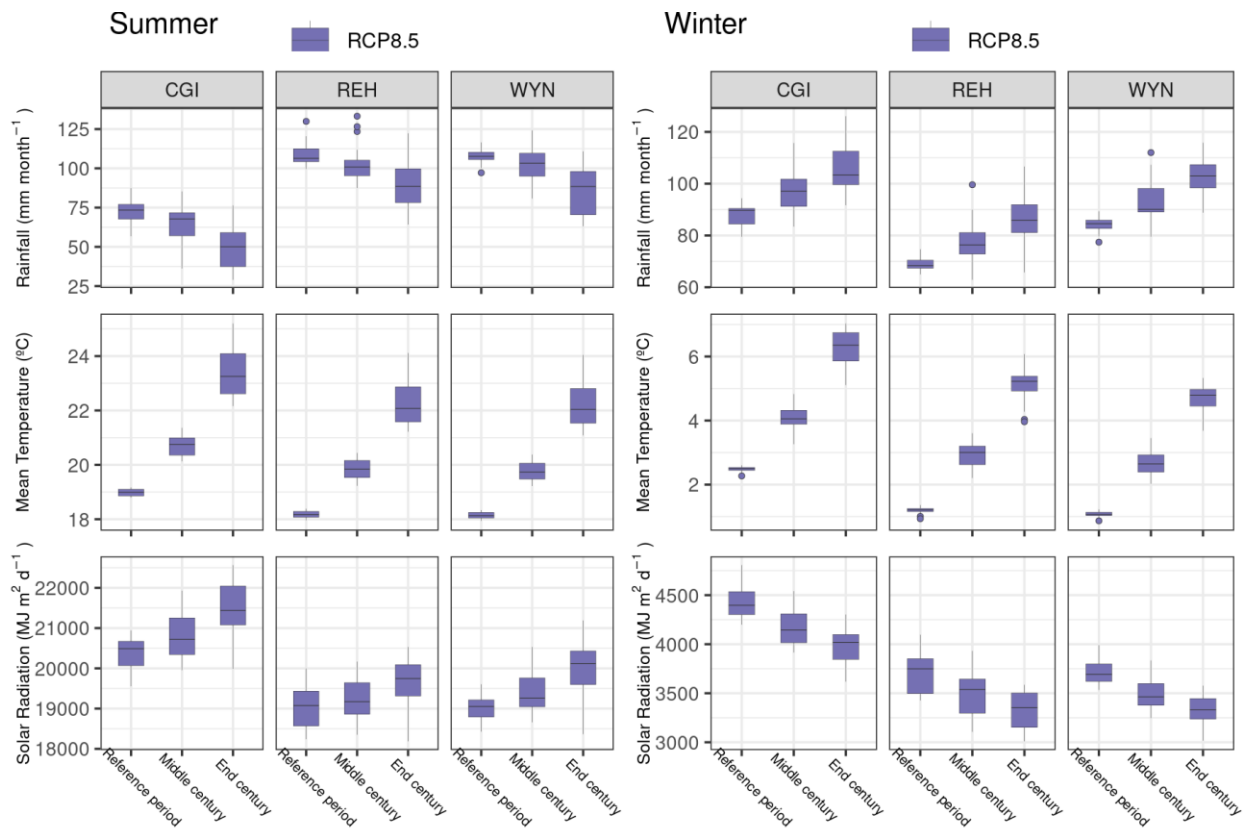 Summer
RCP8.5
CGI
REH
WYN
Rainfall (mm month−1)
125
100
75
50
25
Mean Temperature (ºC)
24
22
20
18
Solar Radiation (MJ m2 d−1)
22000
21000
20000
19000
18000
Reference period
Middle century
End century
Reference period
Middle century
End century
Reference period
Middle century
End century
Winter
RCP8.5
CGI
REH
WYN
Rainfall (mm month−1)
120
100
80
60
Mean Temperature (ºC)
6
4
2
Solar Radiation (MJ m2 d−1)
4500
4000
3500
3000
Reference period
Middle century
End century
Reference period
Middle century
End century
Reference period
Middle century
End century